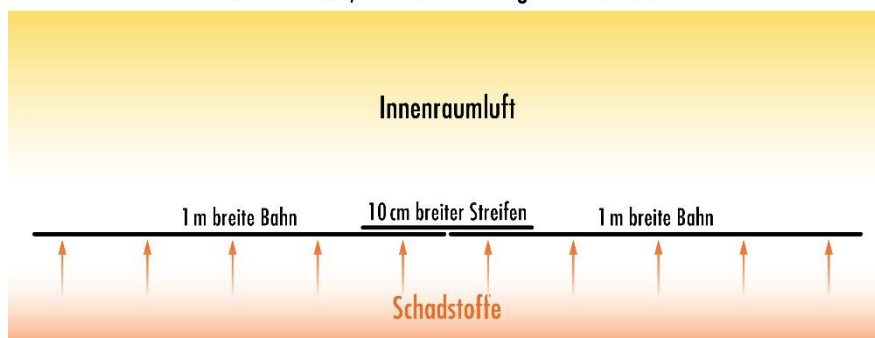 Innenraumluft
1 m breite Bahn 10 cm breiter Streifen 1 m breite Bahn
Schadstoffe